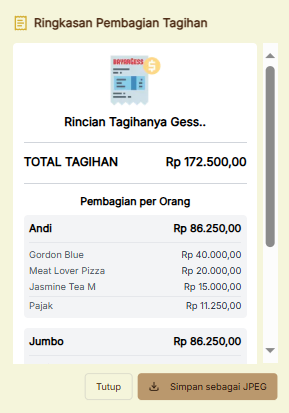 Ringkasan Pembagian Tagihan
BAYARGESS
$
Rincian Tagihanya Gess..
TOTAL TAGIHAN Rp 172.500,00
Pembagian per Orang
Andi Rp 86.250,00
Gordon Blue Rp 40.000,00
Meat Lover Pizza Rp 20.000,00
Jasmine Tea M Rp 15.000,00
Pajak Rp 11.250,00
Jumbo Rp 86.250,00
Tutup Simpan sebagai JPEG